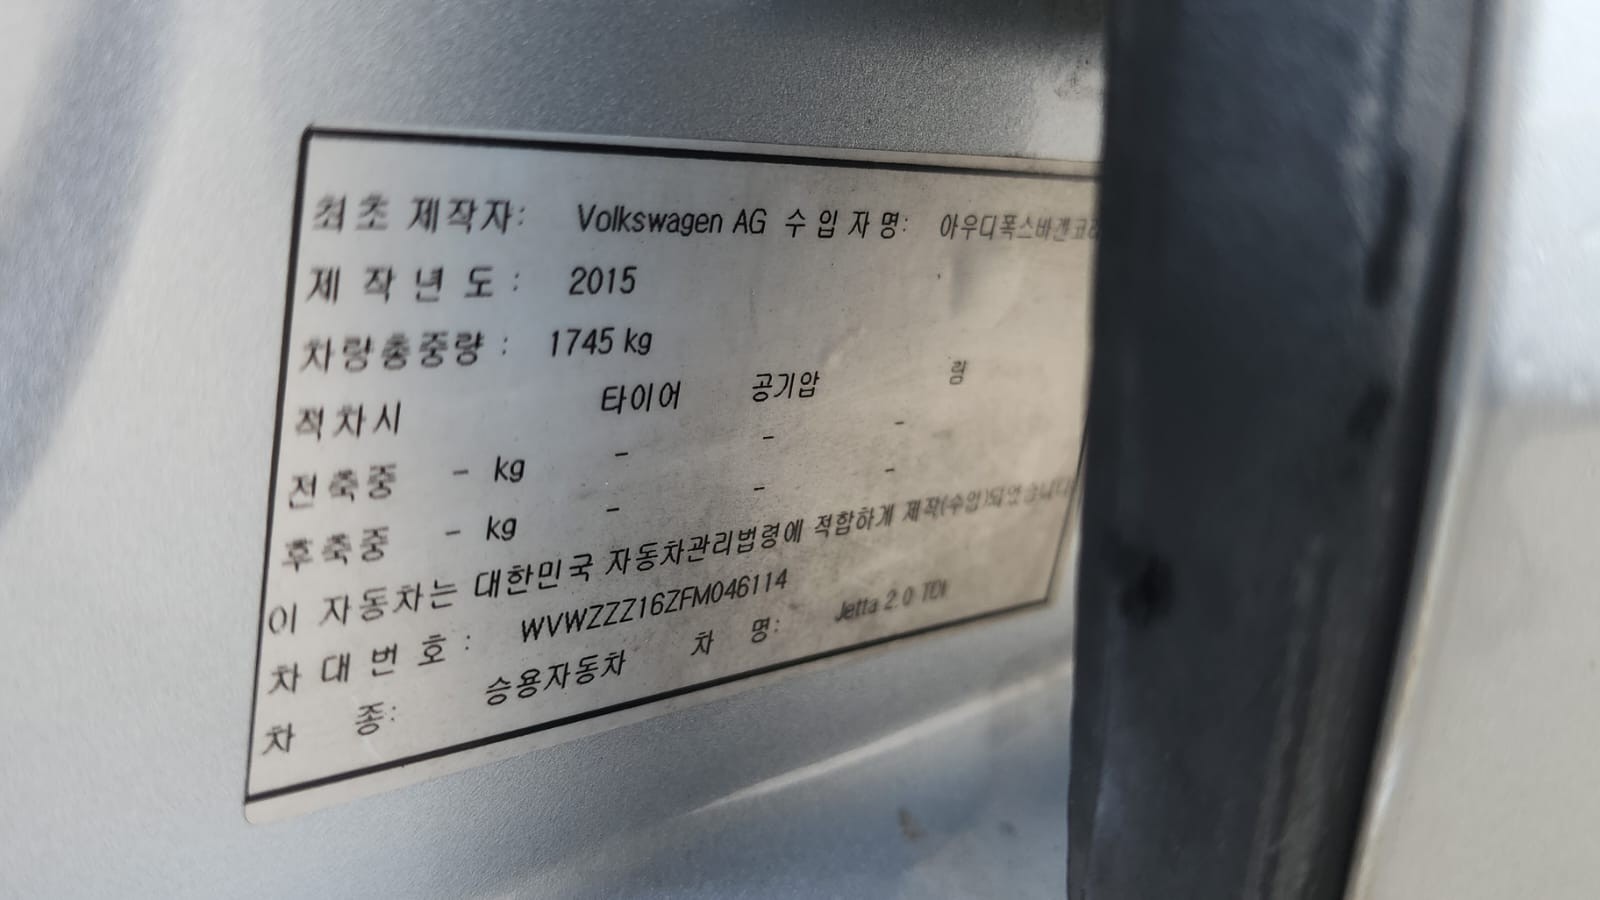 최초 제작자: Volkswagen AG 수 입 자 명: 아우디폭스바겐코리
제 작 년 도 : 2015
차량총중량 : 1745 kg
적차시 타이어 공기압 림
전축중 - kg - - -
후축중 - kg - - -
이 자동차는 대한민국 자동차관리법령에 적합하게 제작(수입)되었습니다
차 대 번 호 : WVWZZZ16ZFM046114
차 종: 승용자동차 차 명: Jetta 2.0 TDI